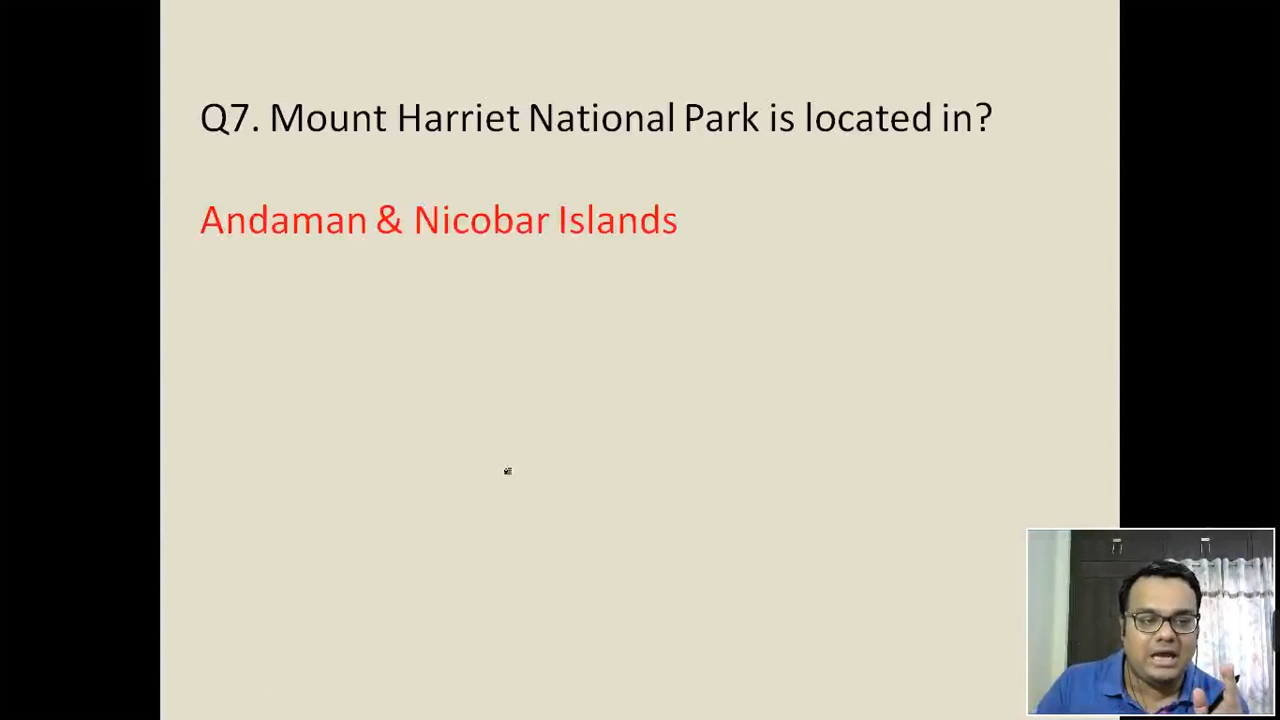 Q7. Mount Harriet National Park is located in?
Andaman & Nicobar Islands